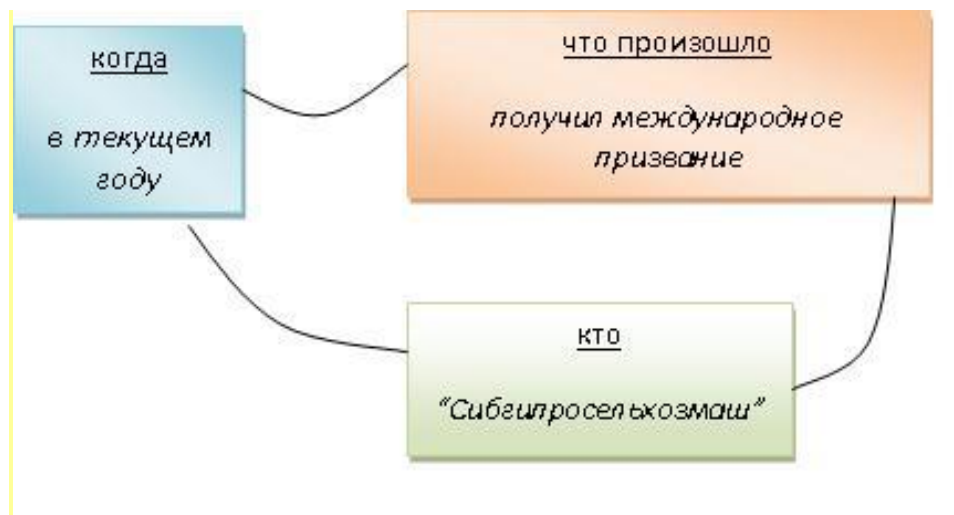 когда
в текущем
году
что произошло
получил международное
призвание
кто
“Сибгипросельхозмаш”